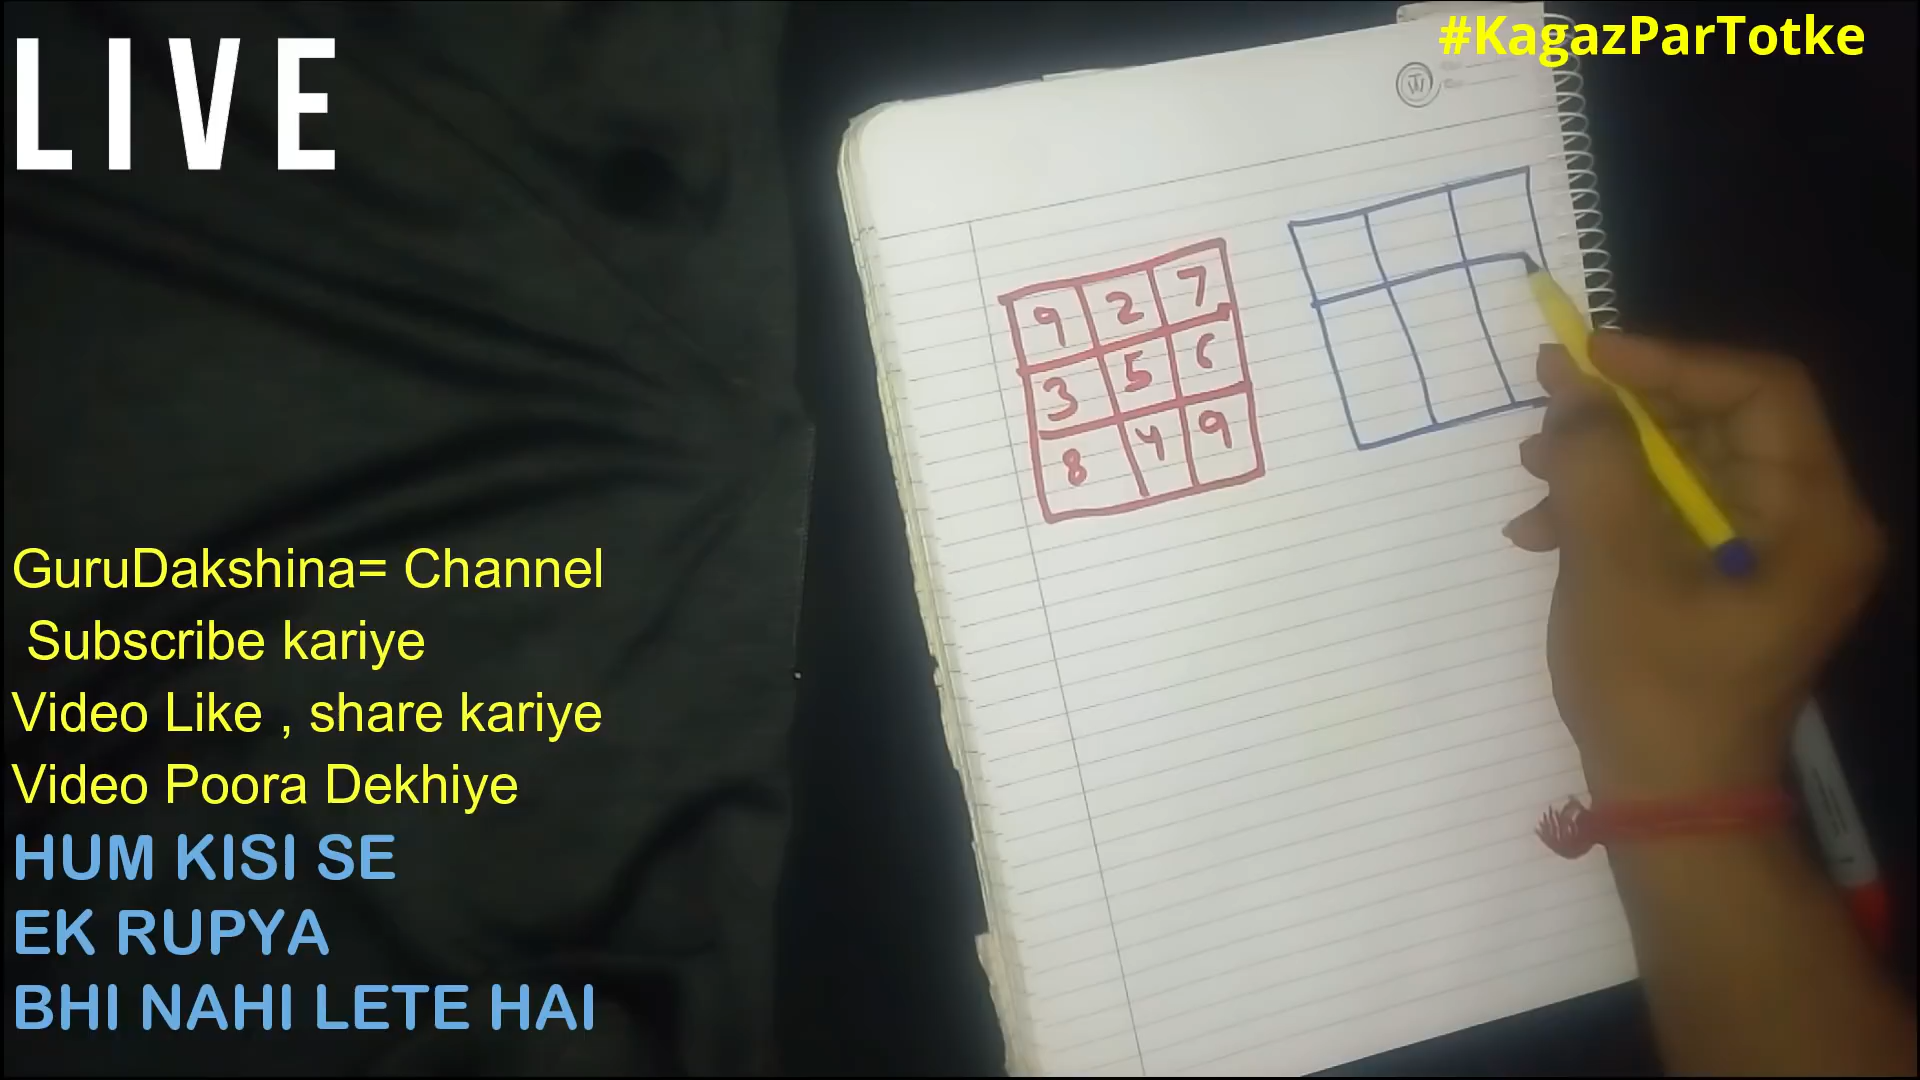 LIVE
#KagazParTotke
9 2 7
3 5 6
8 4 9
GuruDakshina= Channel
Subscribe kariye
Video Like , share kariye
Video Poora Dekhiye
HUM KISI SE
EK RUPYA
BHI NAHI LETE HAI